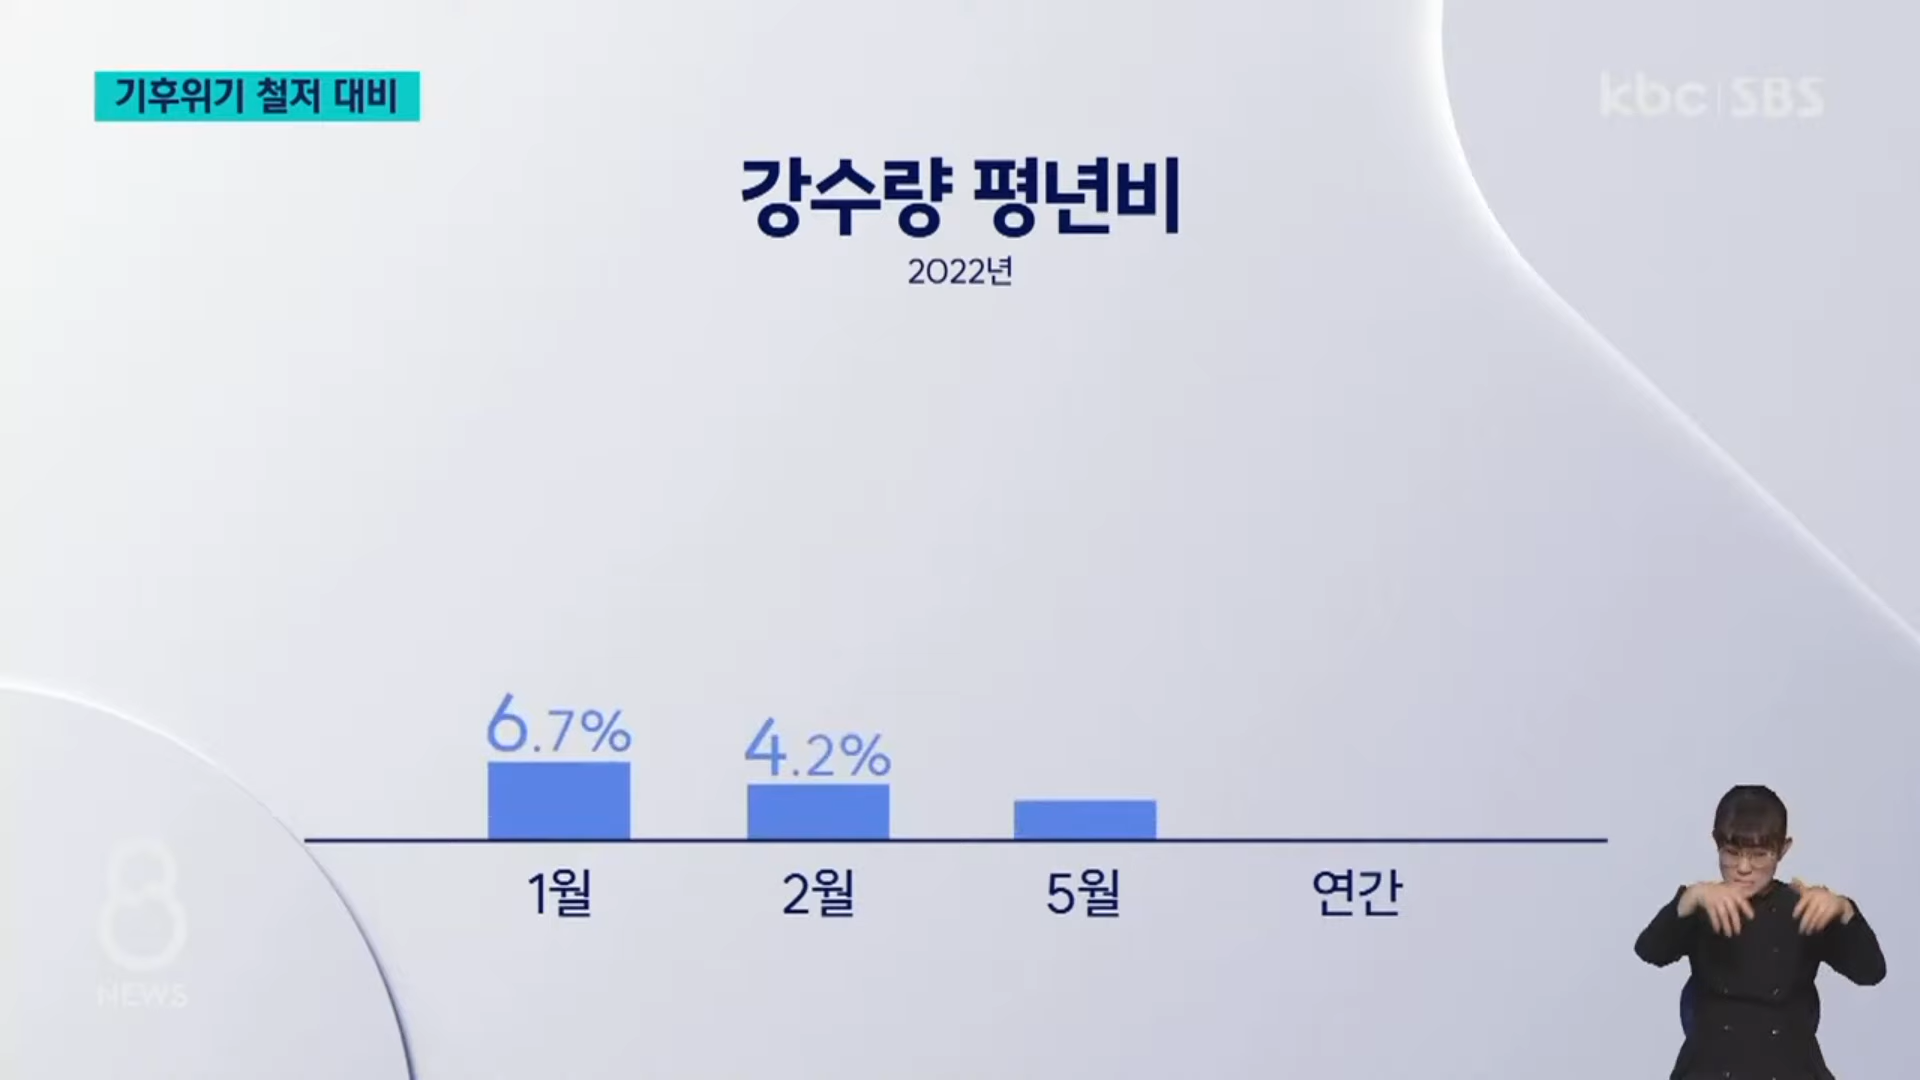 기후위기 철저 대비
kbc SBS
강수량 평년비
2022년
6.7%
4.2%
1월
2월
5월
연간
8
NEWS